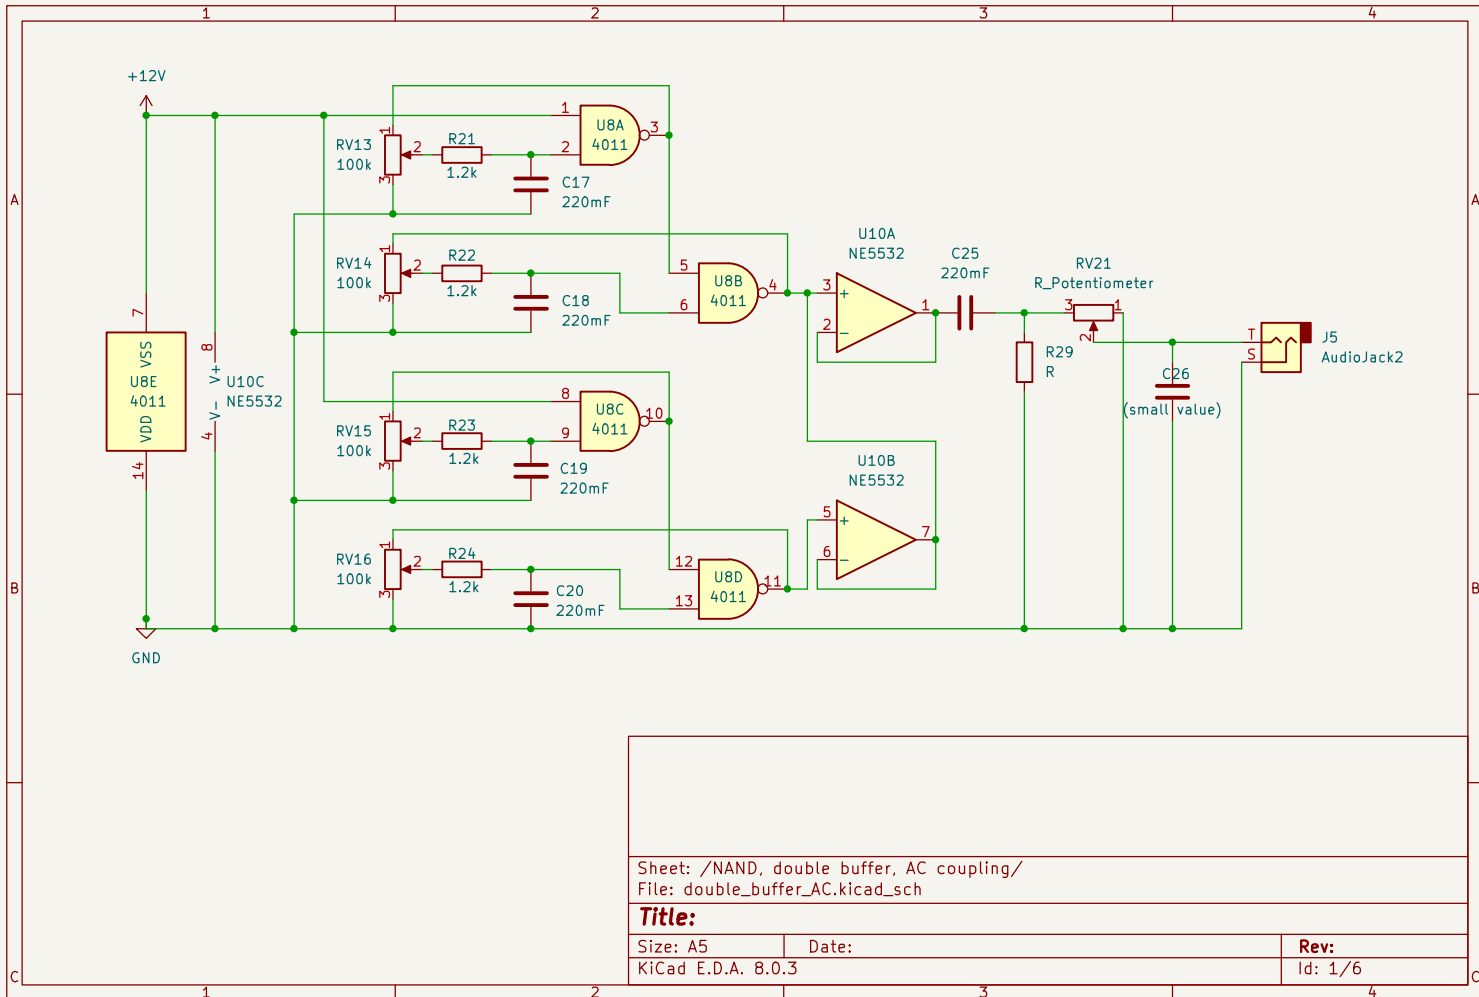 1 2 3 4
+12V
1
U8A
4011
3
2
RV13
100k
1
2
3
R21
1.2k
C17
220mF
A
A
RV14
100k
1
2
3
R22
1.2k
C18
220mF
5
U8B
4011
4
6
U10A
NE5532
3
+
1
2
-
C25
220mF
RV21
R_Potentiometer
3
1
2
R29
R
C26
(small value)
T
S
J5
AudioJack2
7
VSS
U8E
4011
VDD
14
8
V+
U10C
NE5532
V-
4
8
U8C
4011
10
9
RV15
100k
1
2
3
R23
1.2k
C19
220mF
U10B
NE5532
5
+
7
6
-
RV16
100k
1
2
3
R24
1.2k
C20
220mF
12
U8D
4011
11
13
B
B
GND
Sheet: /NAND, double buffer, AC coupling/
File: double_buffer_AC.kicad_sch
Title:
Size: A5 Date: Rev:
KiCad E.D.A. 8.0.3 Id: 1/6
C
C
1 2 3 4